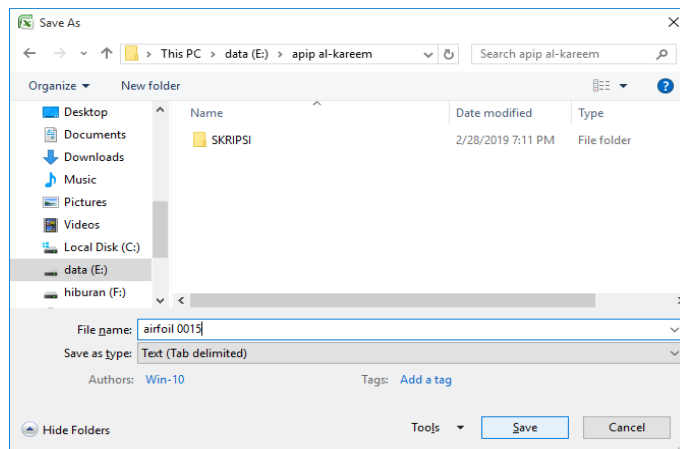 Save As
This PC > data (E:) > apip al-kareem
Search apip al-kareem
Organize
New folder
Desktop
Documents
Downloads
Music
Pictures
Videos
Local Disk (C:)
data (E:)
hiburan (F:)
Name Date modified Type
SKRIPSI 2/28/2019 7:11 PM File folder
File name: airfoil 0015
Save as type: Text (Tab delimited)
Authors: Win-10 Tags: Add a tag
Hide Folders Tools Save Cancel